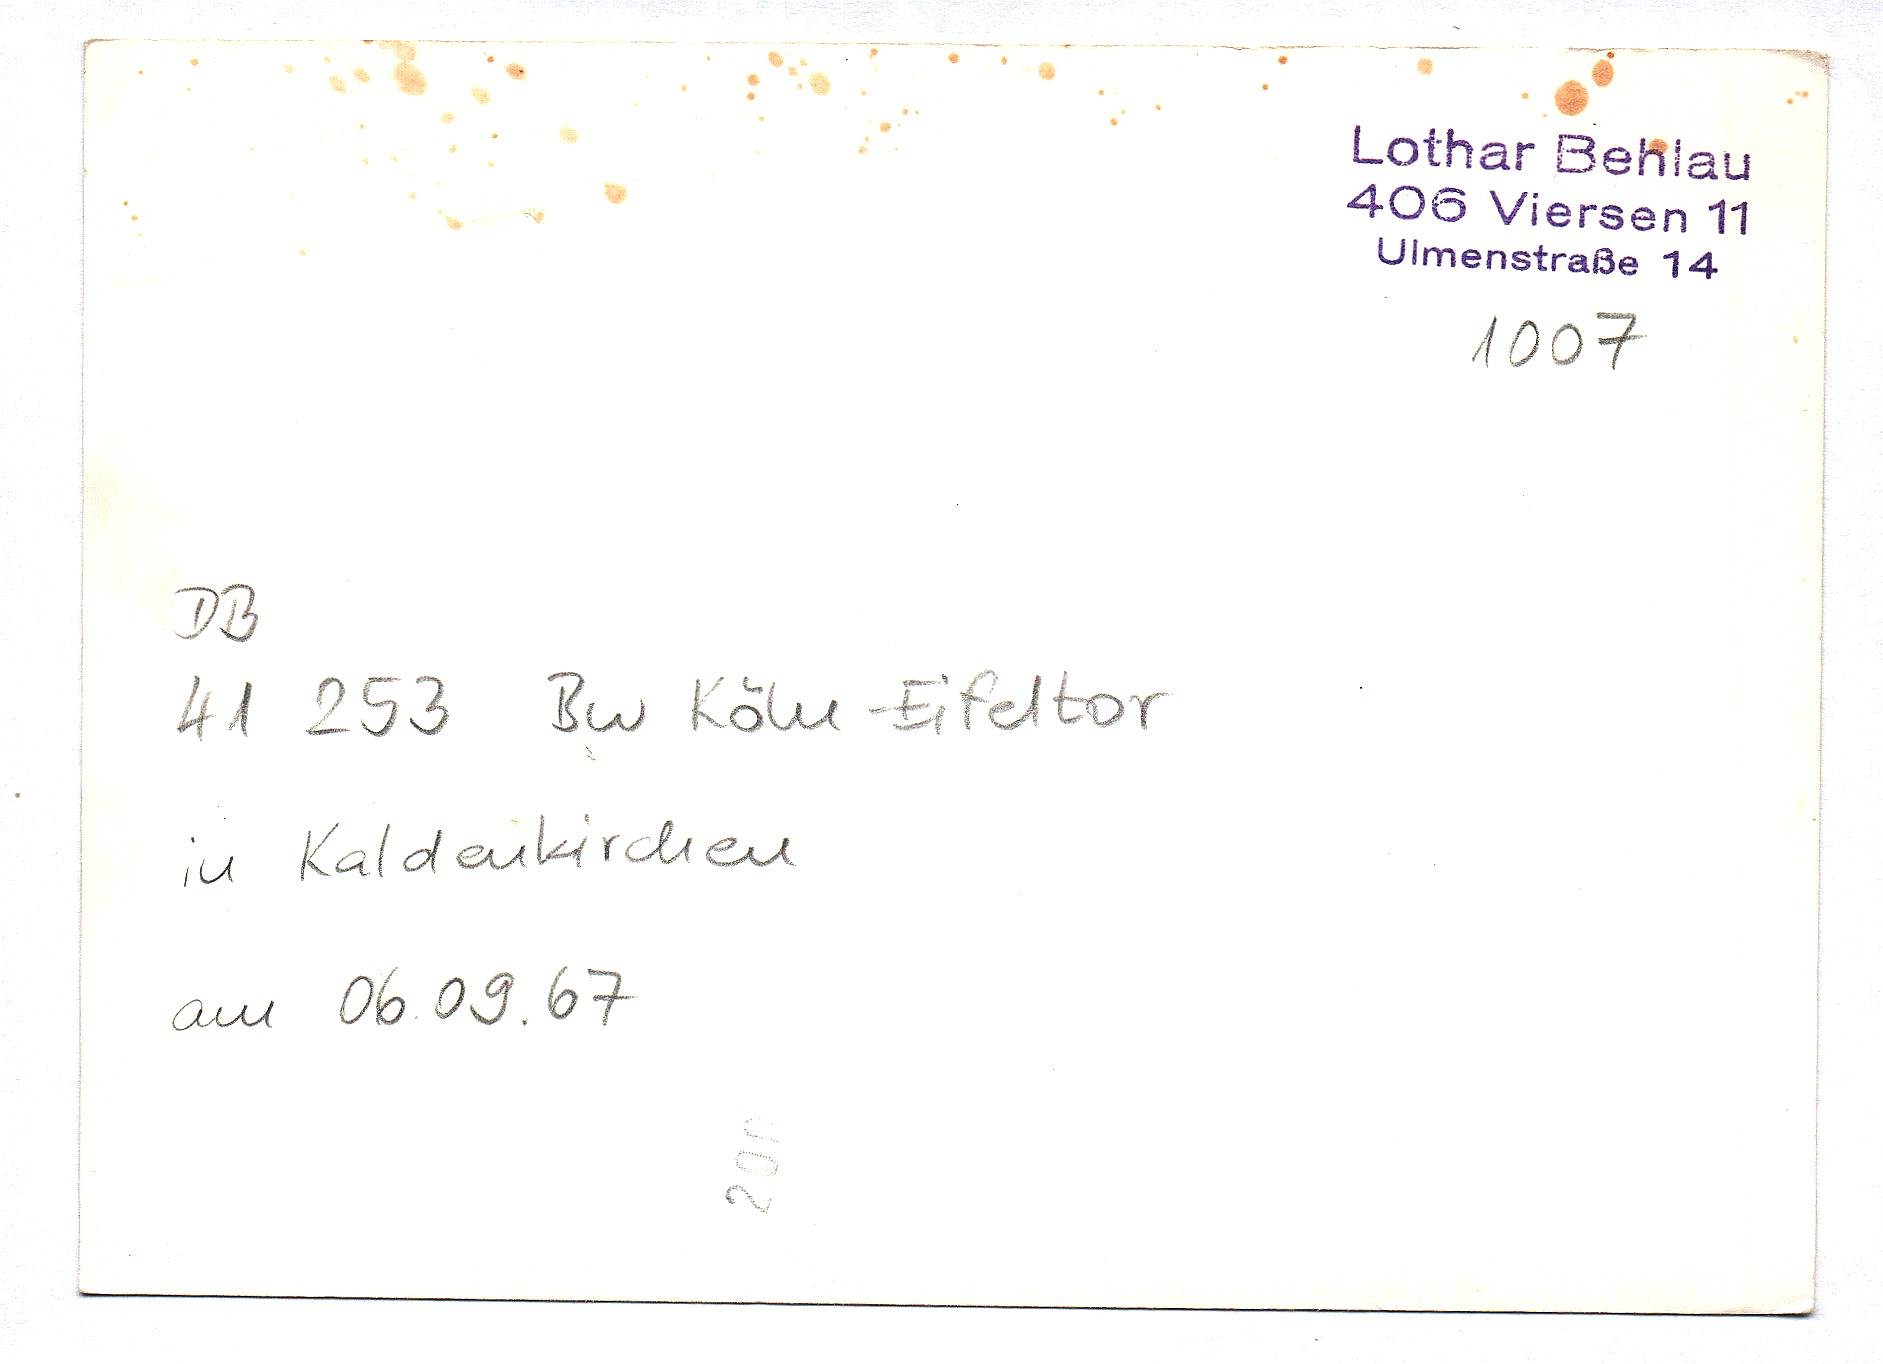 Lothar Behlau
406 Viersen 11
Ulmenstraße 14
1007
DB
41 253 Bw Köln-Eifeltor
in Kaldenkirchen
am 06.09.67